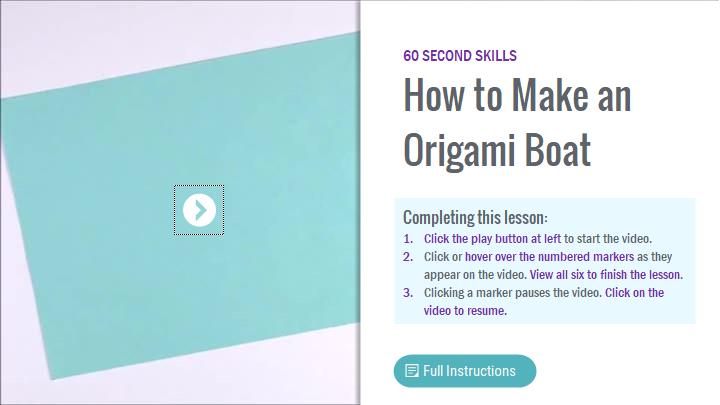 60 SECOND SKILLS
How to Make an
Origami Boat
Completing this lesson:
1. Click the play button at left to start the video.
2. Click or hover over the numbered markers as they
appear on the video. View all six to finish the lesson.
3. Clicking a marker pauses the video. Click on the
video to resume.
Full Instructions